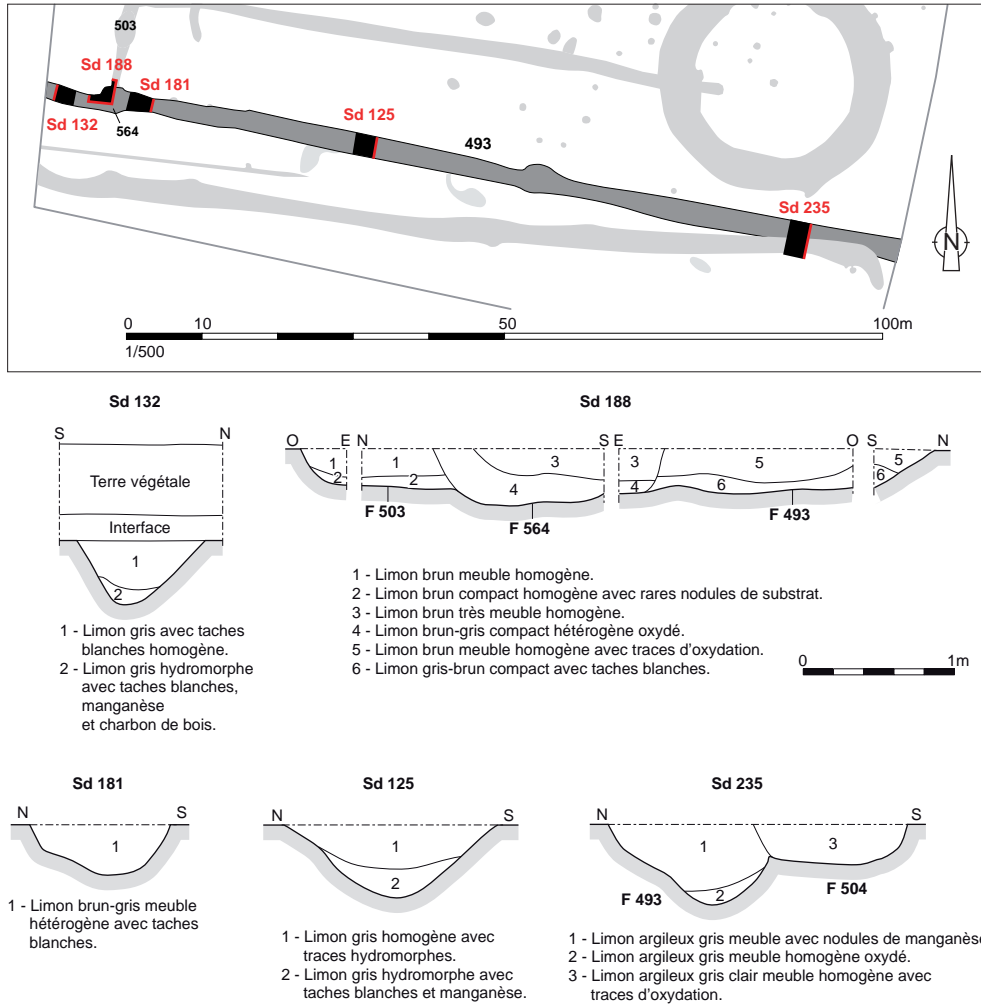 503
Sd 188
Sd 181
Sd 132
564
Sd 125
493
Sd 235
N
0 10 50 100m
1/500
Sd 132
S N
Terre végétale
Interface
1
2
1 - Limon gris avec taches
blanches homogène.
2 - Limon gris hydromorphe
avec taches blanches,
manganèse
et charbon de bois.
Sd 188
O E N S E O S N
1 1 3 3 5 5
2 2 4 4 6 6
F 503
F 564
F 493
1 - Limon brun meuble homogène.
2 - Limon brun compact homogène avec rares nodules de substrat.
3 - Limon brun très meuble homogène.
4 - Limon brun-gris compact hétérogène oxydé.
5 - Limon brun meuble homogène avec traces d'oxydation.
6 - Limon gris-brun compact avec taches blanches.
0 1m
Sd 181
N S
1
1 - Limon brun-gris meuble
hétérogène avec taches
blanches.
Sd 125
N S
1
2
1 - Limon gris homogène avec
traces hydromorphes.
2 - Limon gris hydromorphe avec
taches blanches et manganèse.
Sd 235
N S
1 3
2
F 493
F 504
1 - Limon argileux gris meuble avec nodules de manganèse
2 - Limon argileux gris meuble homogène oxydé.
3 - Limon argileux gris clair meuble homogène avec
traces d'oxydation.